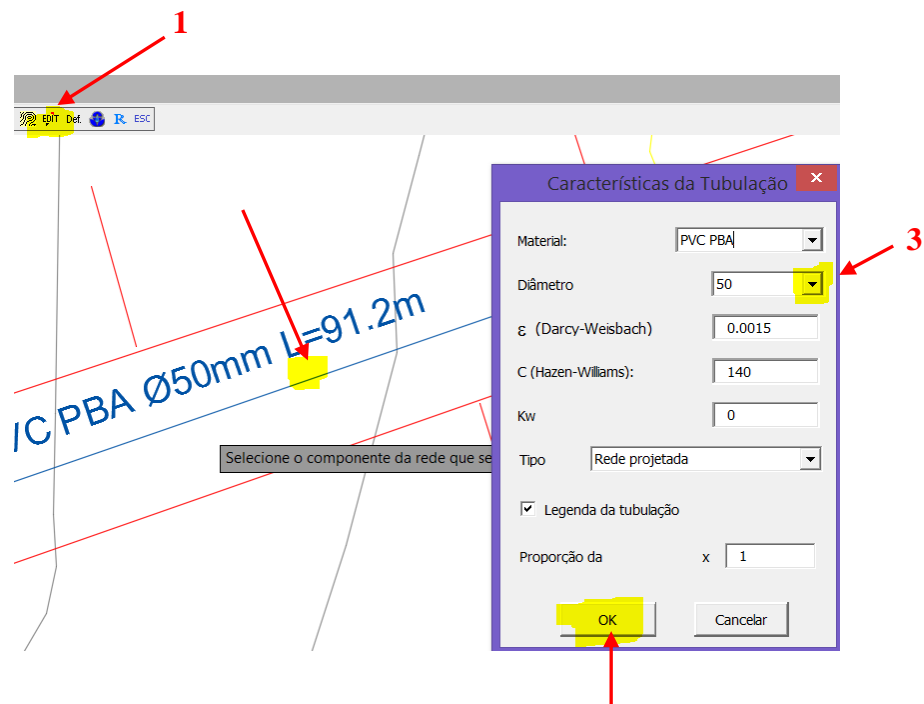 1
EDIT Def. R ESC
Características da Tubulação
Material: PVC PBA
3
Diâmetro 50
ε (Darcy-Weisbach) 0.0015
C (Hazen-Willams): 140
Kw 0
Tipo Rede projetada
Legenda da tubulação
Proporção da x 1
OK Cancelar
VC PBA Ø50mm L=91.2m
Selecione o componente da rede que se